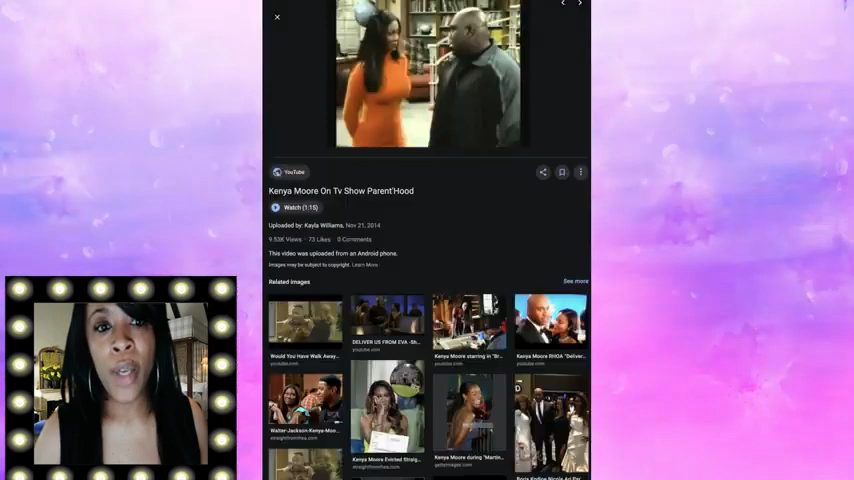 YouTube
Kenya Moore On Tv Show Parent'Hood
Watch (1:15)
Uploaded by: Kayla Williams, Nov 21, 2014
9.53K Views · 73 Likes · 0 Comments
This video was uploaded from an Android phone.
Images may be subject to copyright. Learn More
Related images
See more
Would You Have Walk Away...
youtube.com
DELIVER US FROM EVA -Sh...
youtube.com
Kenya Moore starring in "Br...
youtube.com
Kenya Moore RHOA "Deliver...
youtube.com
Walter-Jackson-Kenya-Moo...
straightfromthea.com
Kenya Moore Evicted Straig...
straightfromthea.com
Kenya Moore during "Martin...
gettyimages.com